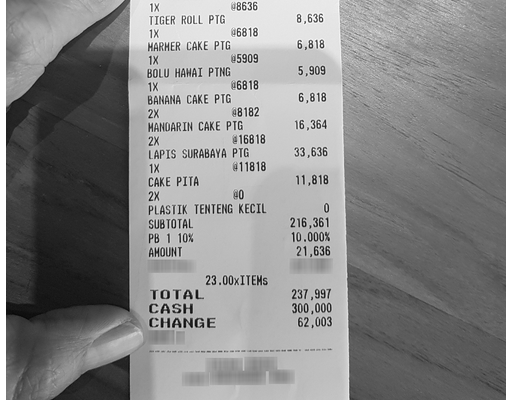 1X @8636
TIGER ROLL PTG 8,636
1X @6818
MARMER CAKE PTG 6,818
1X @5909
BOLU HAWAI PTNG 5,909
1X @6818
BANANA CAKE PTG 6,818
2X @8182
MANDARIN CAKE PTG 16,364
2X @16818
LAPIS SURABAYA PTG 33,636
1X @11818
CAKE PITA 11,818
2X @0
PLASTIK TENTENG KECIL 0
SUBTOTAL 216,361
PB 1 10% 10.000%
AMOUNT 21,636
23.00xITEMs
TOTAL 237,997
CASH 300,000
CHANGE 62,003